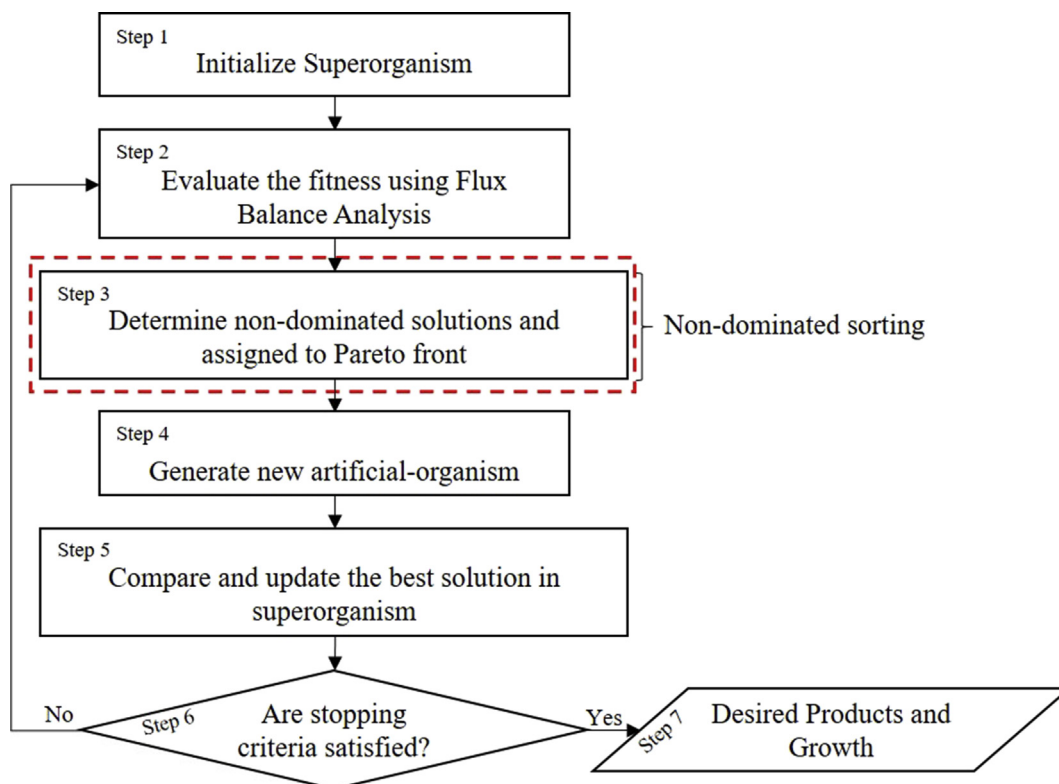 Step 1
Initialize Superorganism
Step 2
Evaluate the fitness using Flux
Balance Analysis
Step 3
Determine non-dominated solutions and
assigned to Pareto front
Non-dominated sorting
Step 4
Generate new artificial-organism
Step 5
Compare and update the best solution in
superorganism
No
Step 6
Are stopping
criteria satisfied?
Yes
Step 7
Desired Products and
Growth